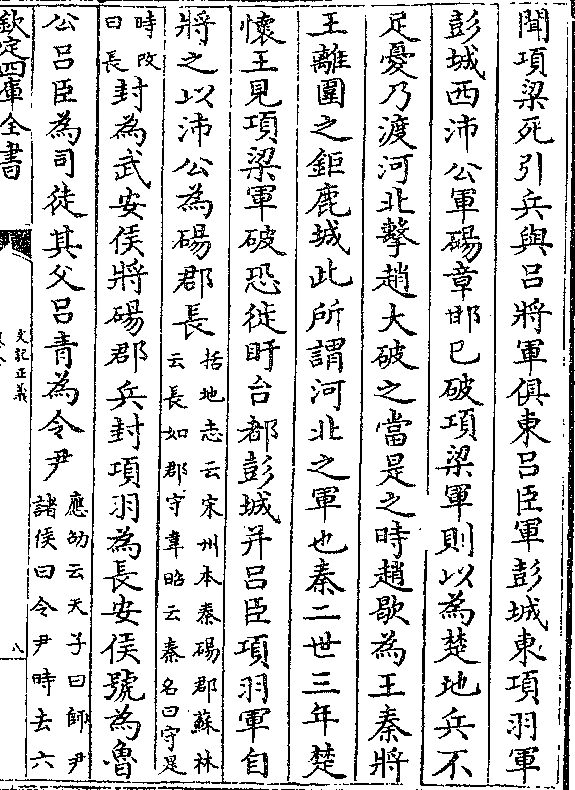 聞項梁死引兵與呂將軍俱東呂臣軍彭城東項羽軍
彭城西沛公軍碭章邯已破項梁軍則以為楚地兵不
足憂乃渡河北擊趙大破之當是之時趙歇為王秦將
王離圍之鉅鹿城此所謂河北之軍也秦二世三年楚
懷王見項梁軍破恐徙盱台都彭城并呂臣項羽軍自
將之以沛公為碭郡長
括地志云宋州本秦碭郡蘇林
云長如郡守韋昭云秦名曰守是
時改
曰長
封為武安侯將碭郡兵封項羽為長安侯號為魯
公呂臣為司徒其父呂青為令尹
應劭云天子曰師尹
諸侯曰令尹時去六
欽定四庫全書
史記正義
八